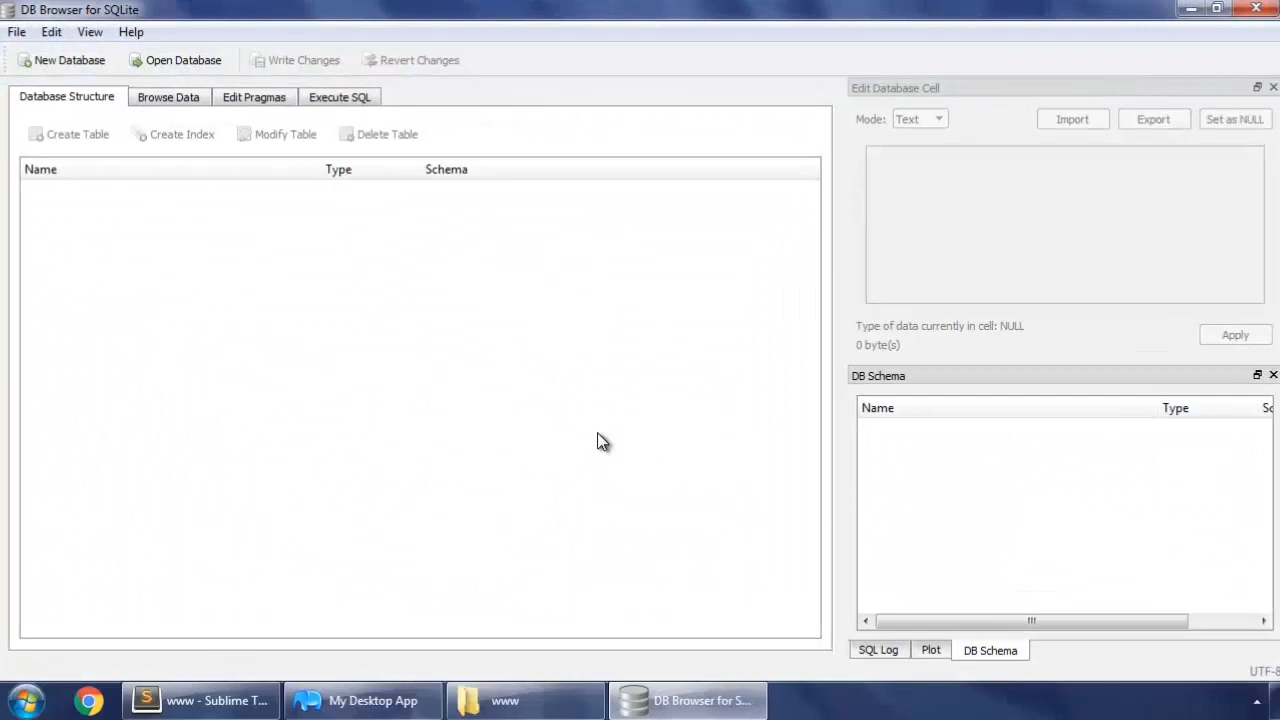 DB Browser for SQLite
File Edit View Help
New Database Open Database Write Changes Revert Changes
Database Structure Browse Data Edit Pragmas Execute SQL
Create Table Create Index Modify Table Delete Table
Name Type Schema
Edit Database Cell
Mode: Text Import Export Set as NULL
Type of data currently in cell: NULL
0 byte(s)
Apply
DB Schema
Name Type Sc
SQL Log Plot DB Schema
UTF-8
www - Sublime T... My Desktop App www DB Browser for S...